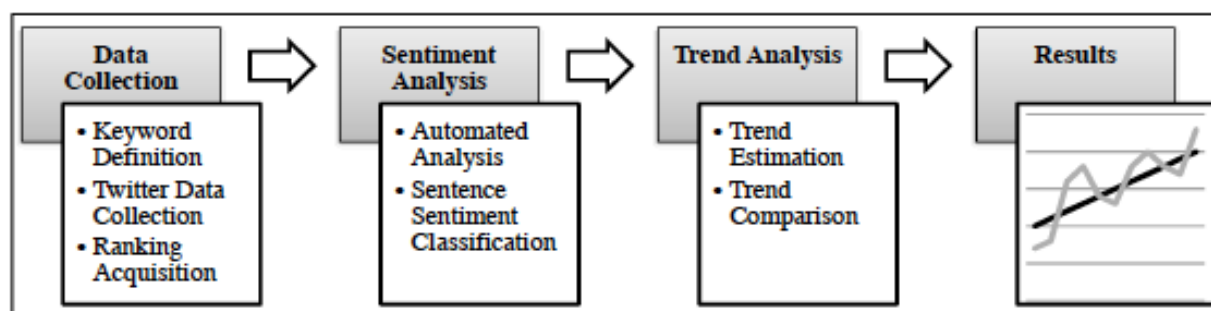 Data
Collection
• Keyword
Definition
• Twitter Data
Collection
• Ranking
Acquisition
Sentiment
Analysis
• Automated
Analysis
• Sentence
Sentiment
Classification
Trend Analysis
• Trend
Estimation
• Trend
Comparison
Results